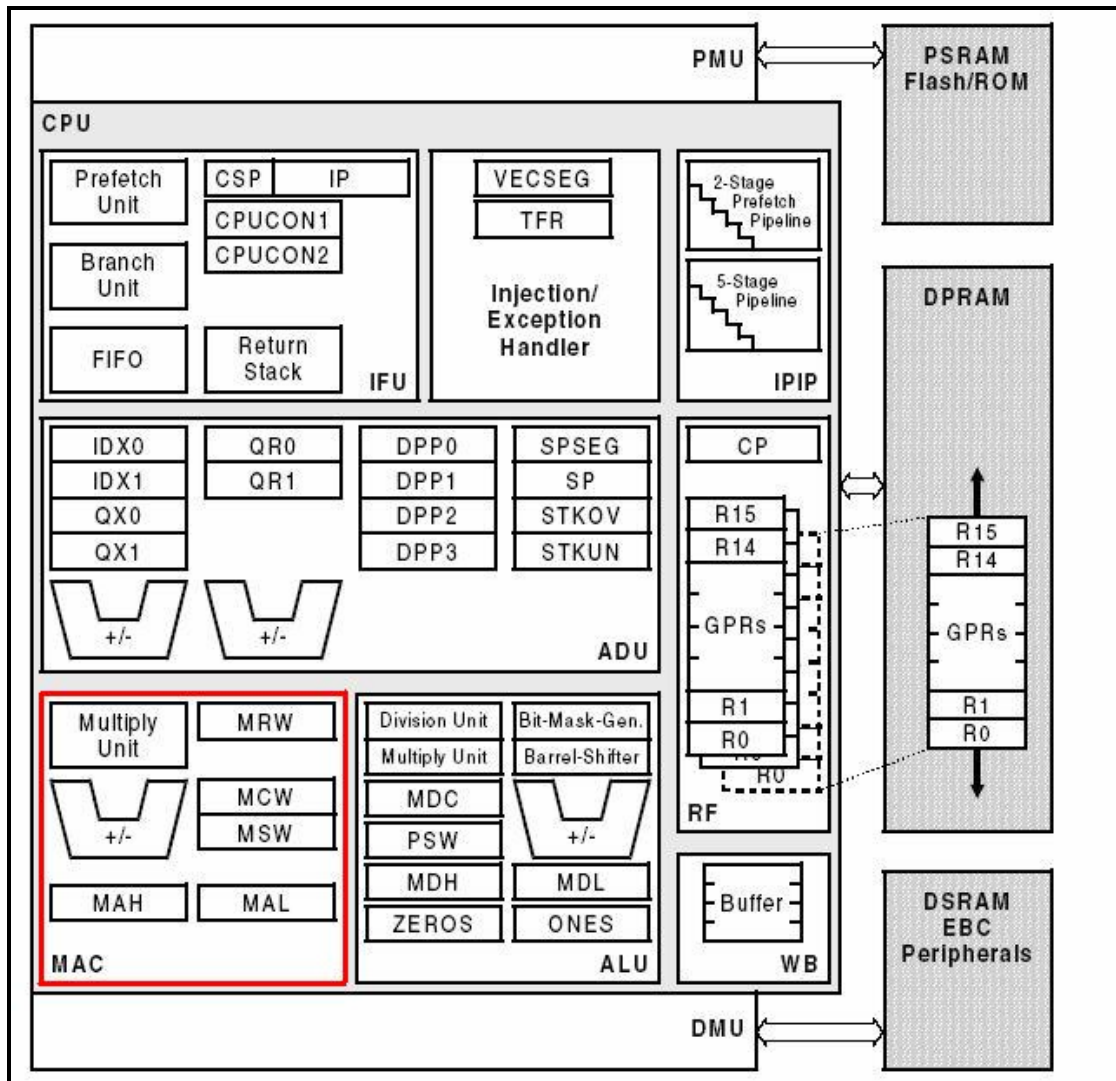 PMU
PSRAM
Flash/ROM
CPU
Prefetch
Unit
CSP
IP
CPUCON1
CPUCON2
Branch
Unit
FIFO
Return
Stack
IFU
VECSEG
TFR
Injection/
Exception
Handler
2-Stage
Prefetch
Pipeline
5-Stage
Pipeline
IPIP
DPRAM
IDX0
IDX1
QX0
QX1
+/-
QR0
QR1
+/-
DPP0
DPP1
DPP2
DPP3
SPSEG
SP
STKOV
STKUN
ADU
CP
R15
R14
GPRs
R1
R0
R0
RF
R15
R14
GPRs
R1
R0
Multiply
Unit
MRW
+/-
MCW
MSW
MAH
MAL
MAC
Division Unit
Bit-Mask-Gen.
Multiply Unit
Barrel-Shifter
MDC
PSW
+/-
MDH
MDL
ZEROS
ONES
ALU
Buffer
WB
DSRAM
EBC
Peripherals
DMU